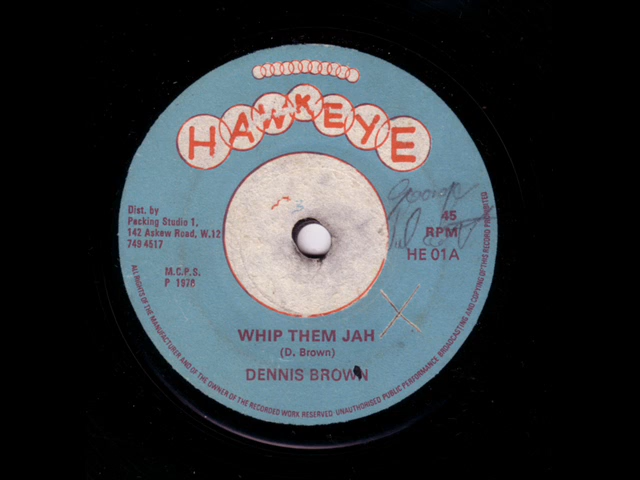 HAWKEYE
Dist. by
Packing Studio 1,
142 Askew Road, W.12
749 4517
M.C.P.S.
P 1976
45
RPM
HE 01A
WHIP THEM JAH
(D. Brown)
DENNIS BROWN
ALL RIGHTS OF THE MANUFACTURER AND OF THE OWNER OF THE RECORDED WORK RESERVED UNAUTHORISED PUBLIC PERFORMANCE BROADCASTING AND COPYING OF THIS RECORD PROHIBITED